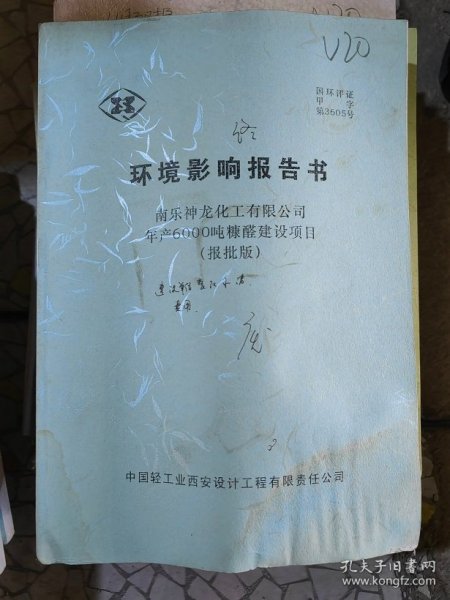 V20
国环评证
甲字
第3605号
环境影响报告书
南乐神龙化工有限公司
年产6000吨糠醛建设项目
(报批版)
中国轻工业西安设计工程有限责任公司
孔夫子旧书网
www.kongfz.com